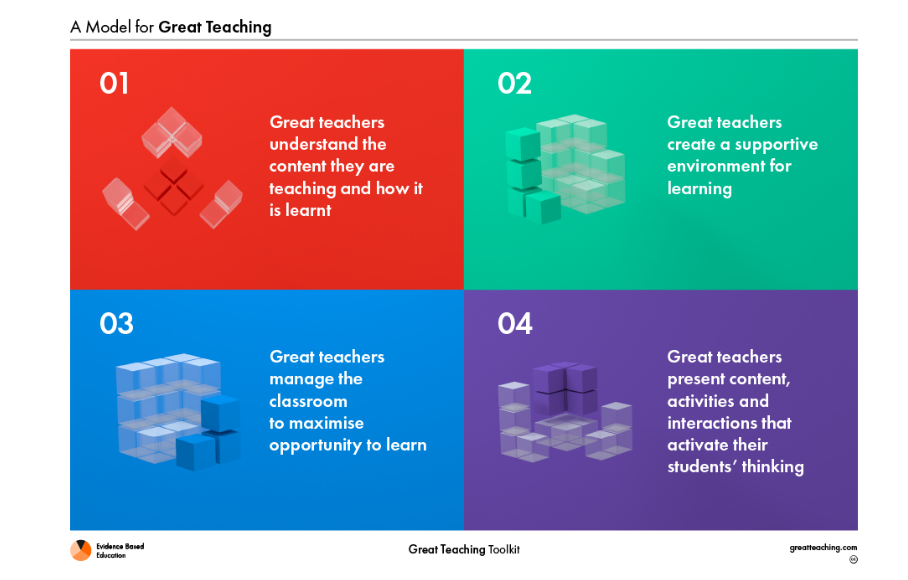 A Model for Great Teaching
01
Great teachers
understand the
content they are
teaching and how it
is learnt
02
Great teachers
create a supportive
environment for
learning
03
Great teachers
manage the
classroom
to maximise
opportunity to learn
04
Great teachers
present content,
activities and
interactions that
activate their
students’ thinking
Evidence Based
Education
Great Teaching Toolkit
greatteaching.com
cc